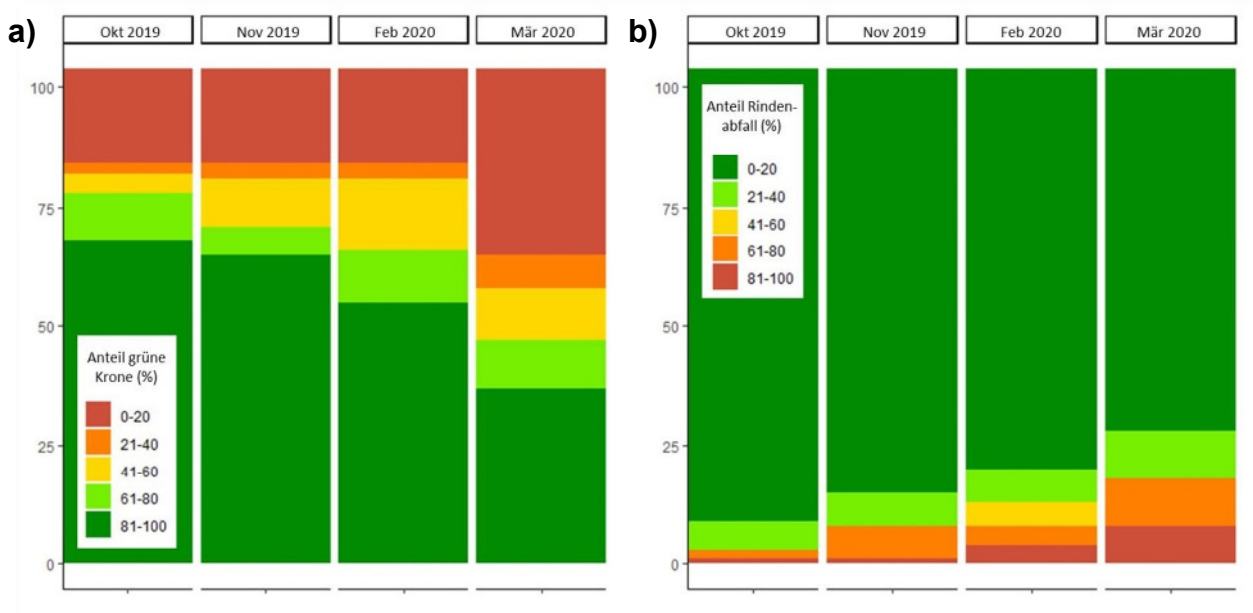 a)
Okt 2019
Nov 2019
Feb 2020
Mär 2020
100
75
50
25
0
Anteil grüne
Krone (%)
0-20
21-40
41-60
61-80
81-100
b)
Okt 2019
Nov 2019
Feb 2020
Mär 2020
100
75
50
25
0
Anteil Rinden-
abfall (%)
0-20
21-40
41-60
61-80
81-100